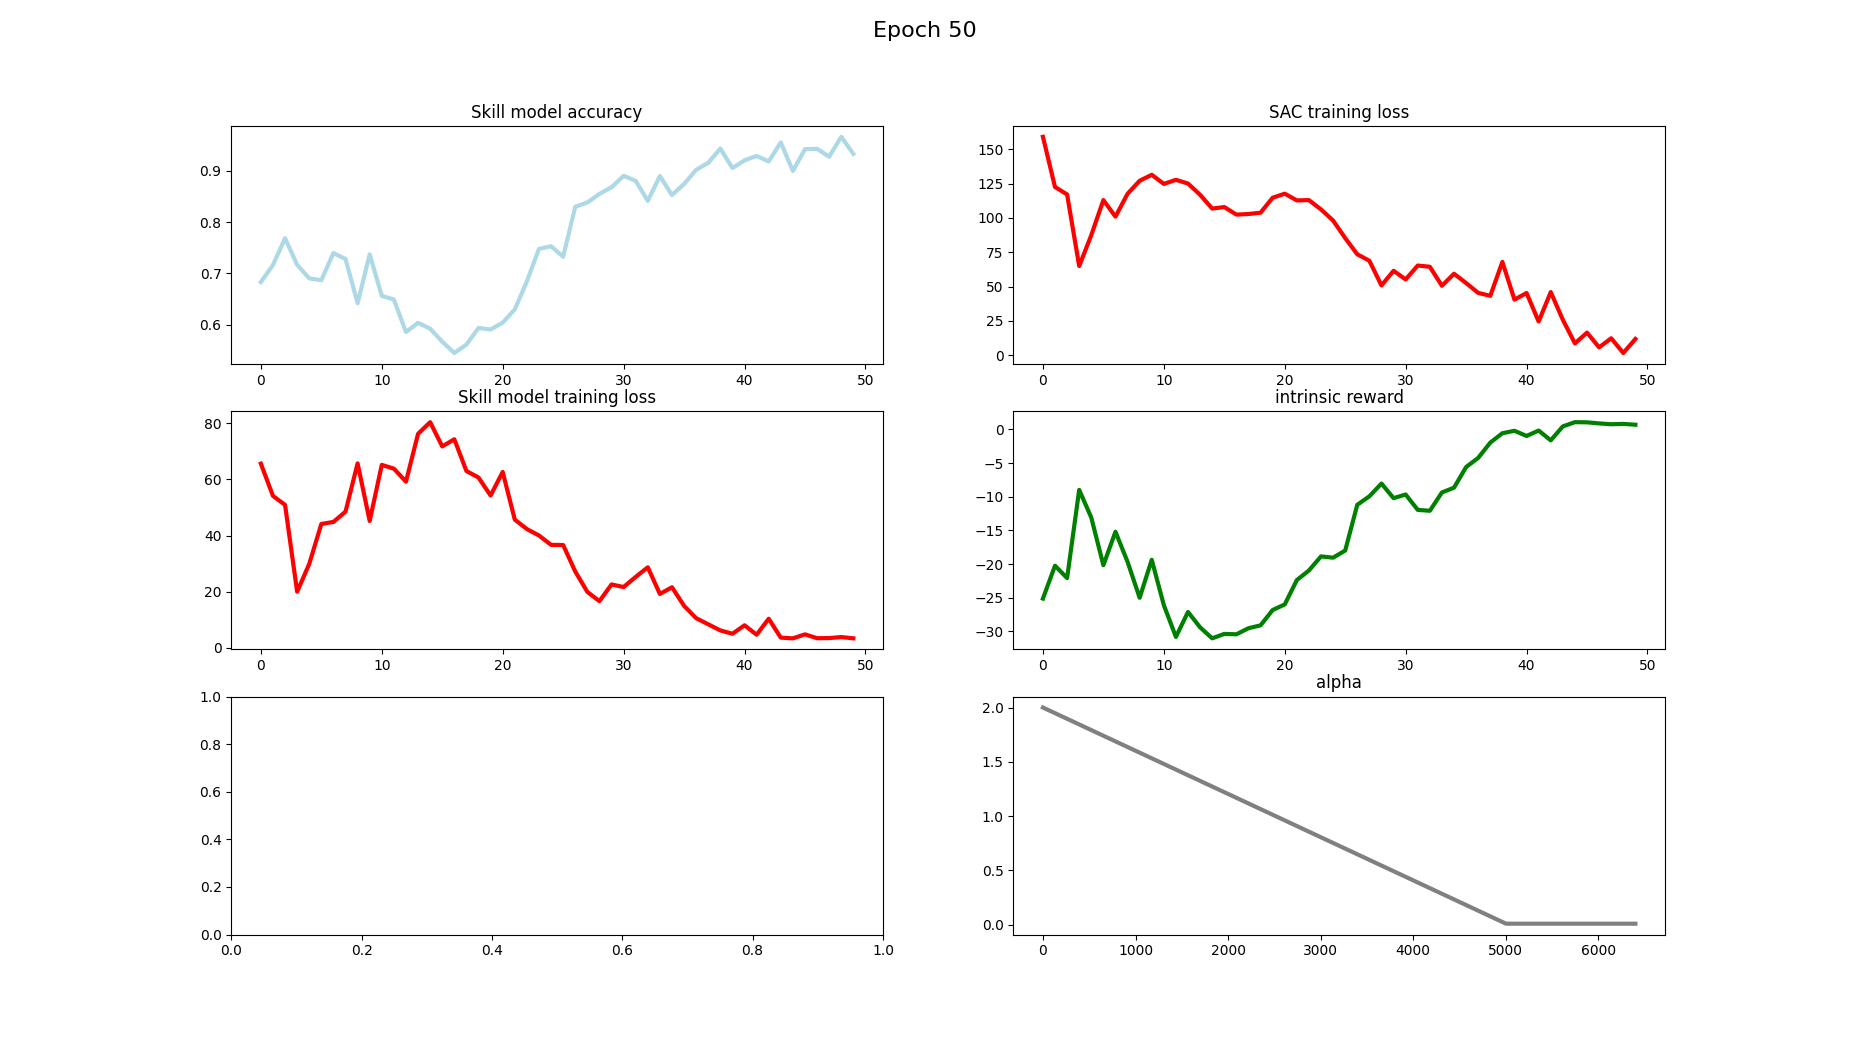 Epoch 50
Skill model accuracy
0.9
0.8
0.7
0.6
0 10 20 30 40 50
SAC training loss
150
125
100
75
50
25
0
0 10 20 30 40 50
Skill model training loss
80
60
40
20
0
0 10 20 30 40 50
intrinsic reward
0
−5
−10
−15
−20
−25
−30
0 10 20 30 40 50
1.0
0.8
0.6
0.4
0.2
0.0
0.0 0.2 0.4 0.6 0.8 1.0
alpha
2.0
1.5
1.0
0.5
0.0
0 1000 2000 3000 4000 5000 6000